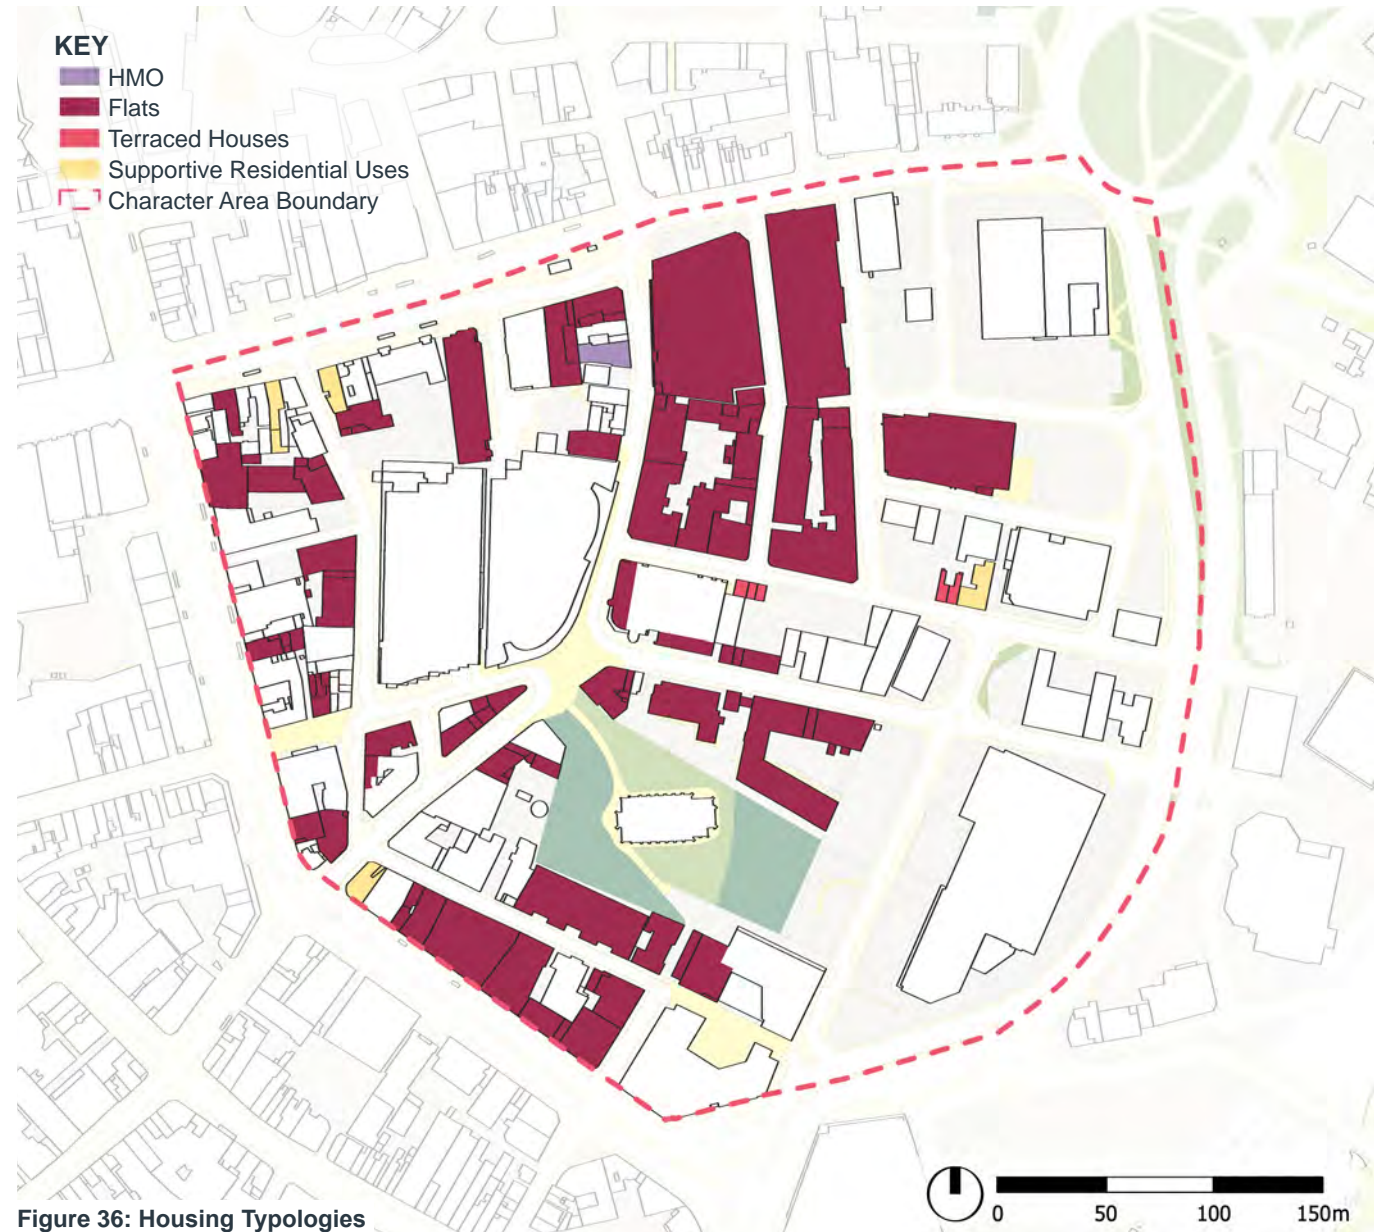 KEY
HMO
Flats
Terraced Houses
Supportive Residential Uses
Character Area Boundary
0 50 100 150m
Figure 36: Housing Typologies